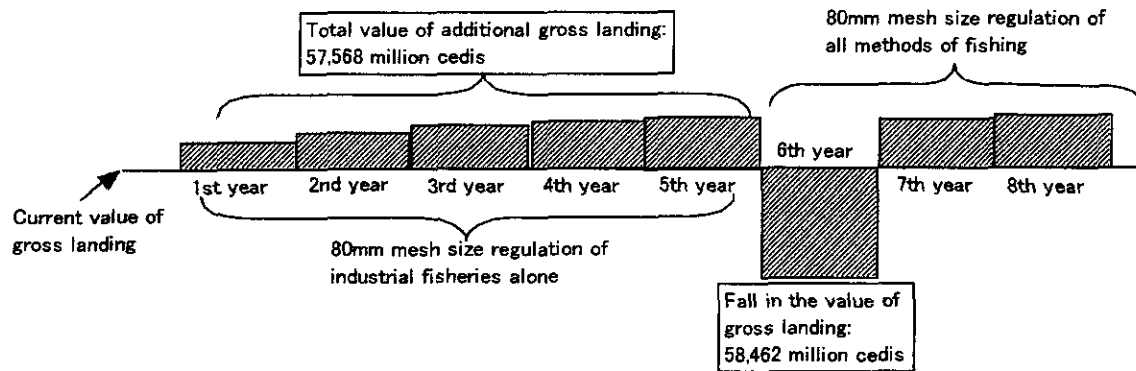 Total value of additional gross landing:
57,568 million cedis
80mm mesh size regulation of
all methods of fishing
6th year
1st year
2nd year
3rd year
4th year
5th year
7th year
8th year
Current value of
gross landing
80mm mesh size regulation of
industrial fisheries alone
Fall in the value of
gross landing:
58,462 million cedis